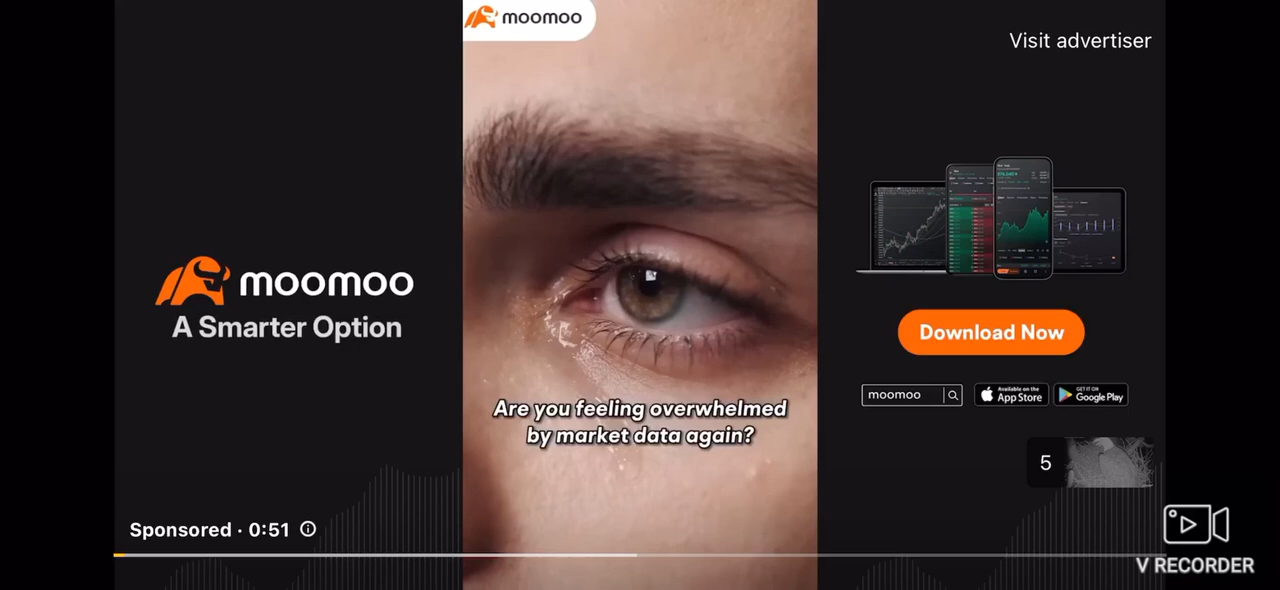 moomoo
A Smarter Option
Sponsored · 0:51
moomoo
Are you feeling overwhelmed
by market data again?
Visit advertiser
Download Now
moomoo
Available on the
App Store
GET IT ON
Google Play
5
V RECORDER